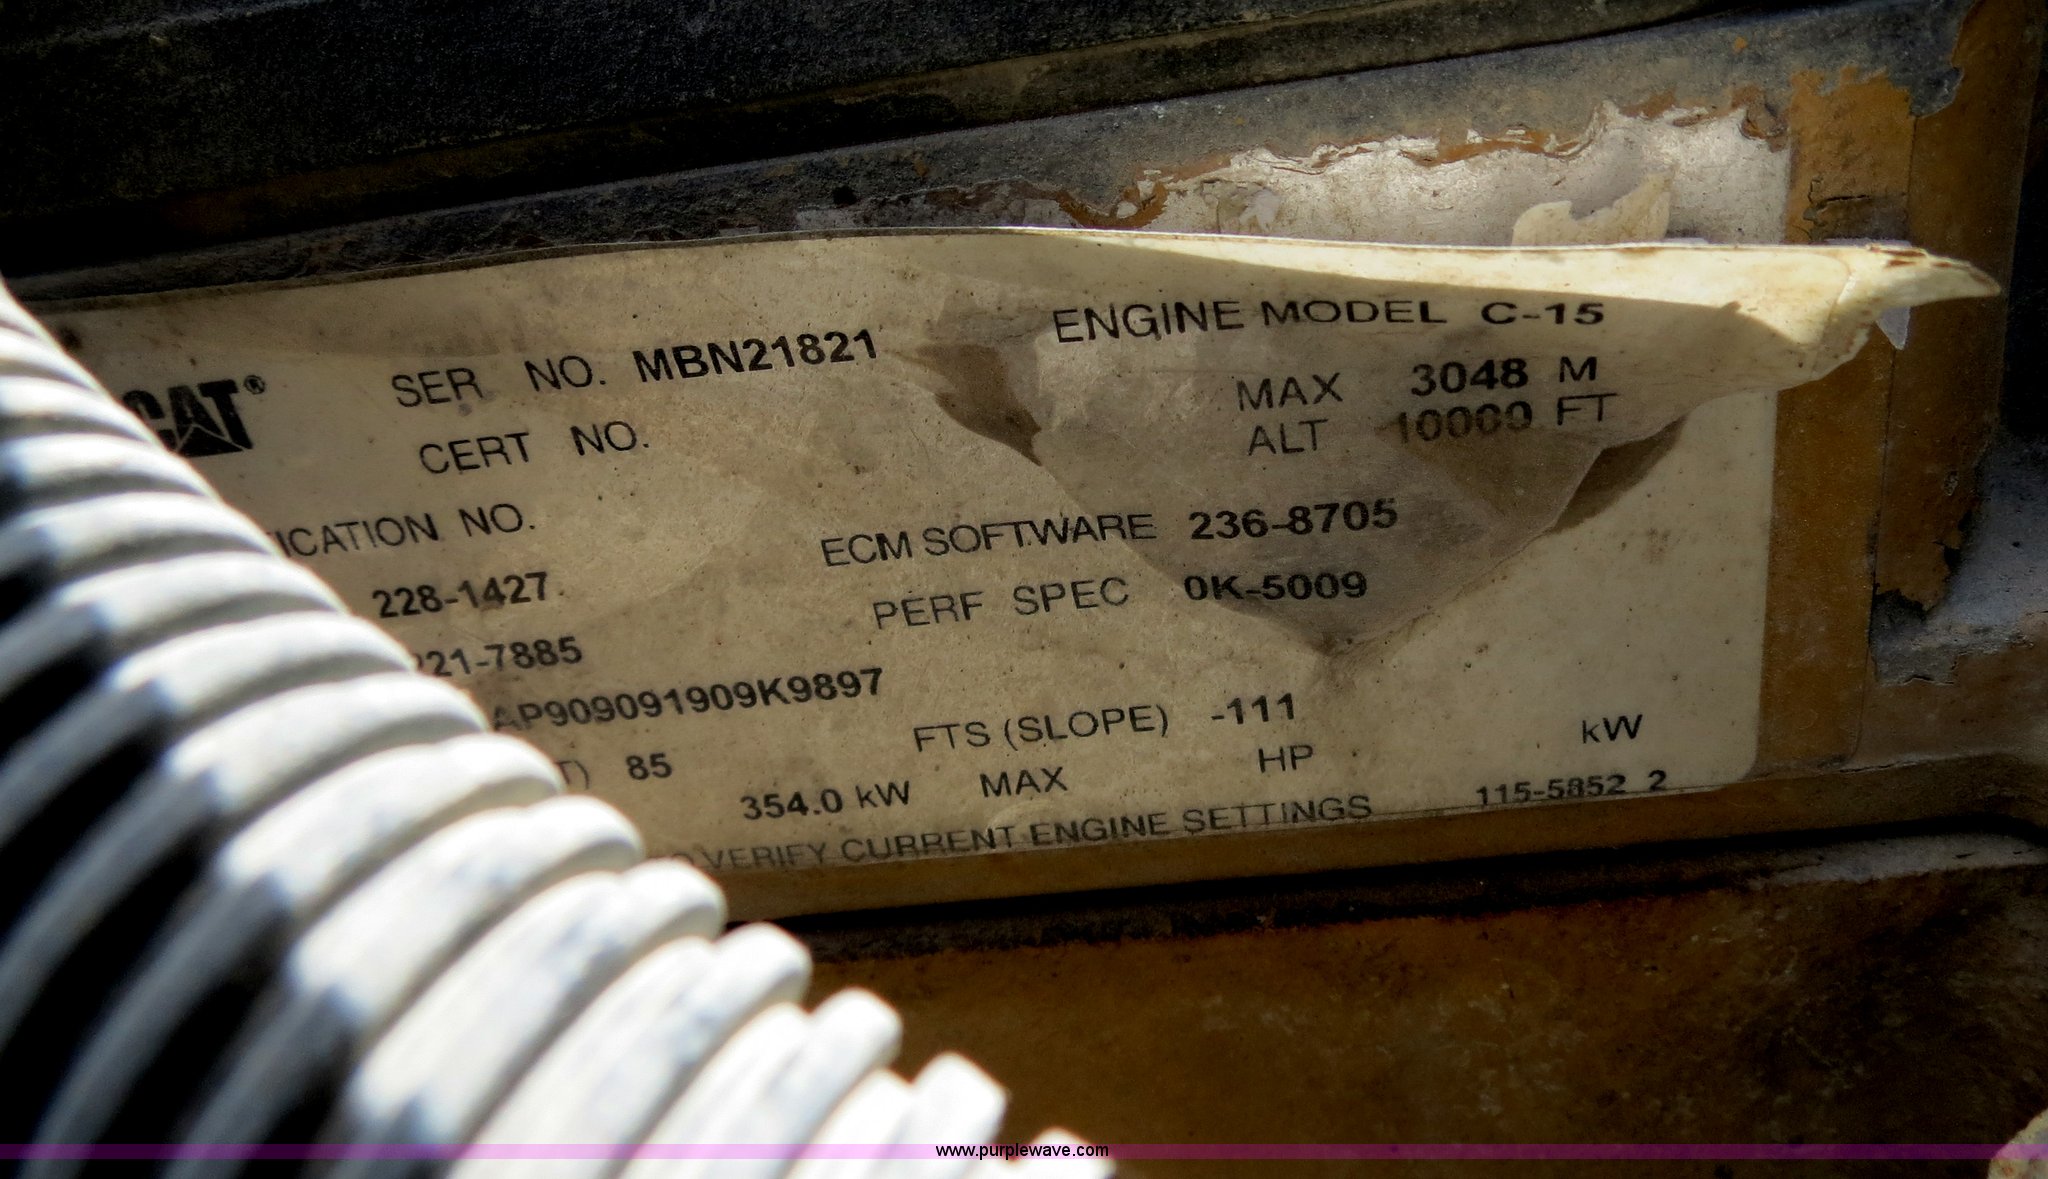 CAT®
SER NO. MBN21821
ENGINE MODEL C-15
CERT NO.
MAX 3048 M
ALT 10000 FT
ICATION NO.
ECM SOFTWARE 236-8705
228-1427
PERF SPEC 0K-5009
221-7885
AP909091909K9897
FTS (SLOPE) -111
T) 85
354.0 kW MAX HP kW
VERIFY CURRENT ENGINE SETTINGS
115-5852 2
www.purplewave.com